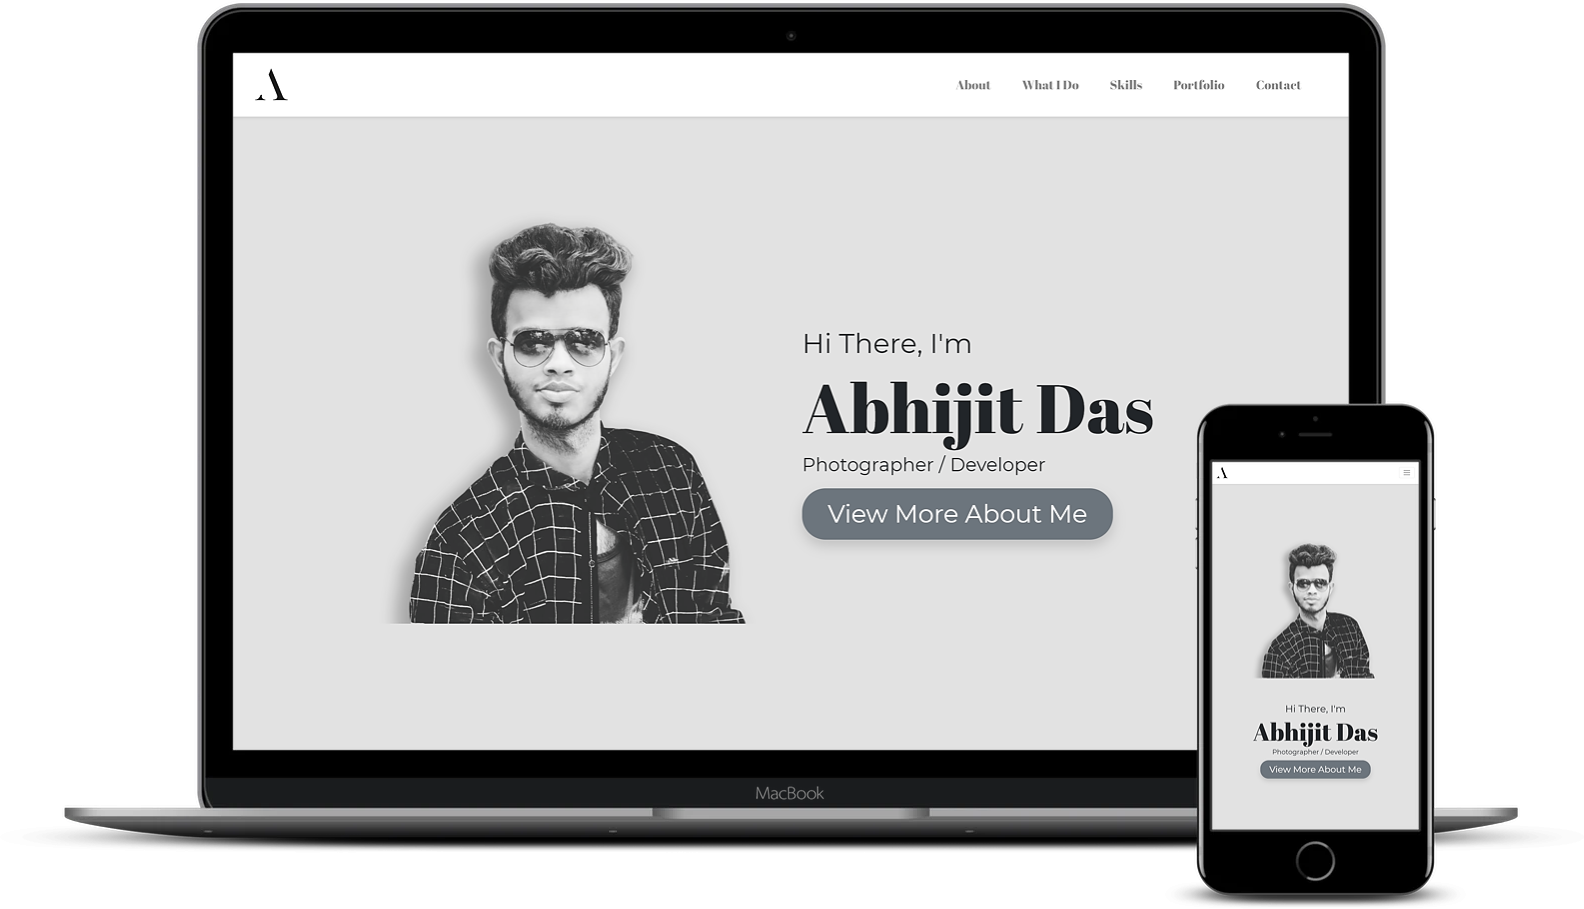 A
About What I Do Skills Portfolio Contact
Hi There, I'm
Abhijit Das
Photographer / Developer
View More About Me
MacBook
A
Hi There, I'm
Abhijit Das
Photographer / Developer
View More About Me